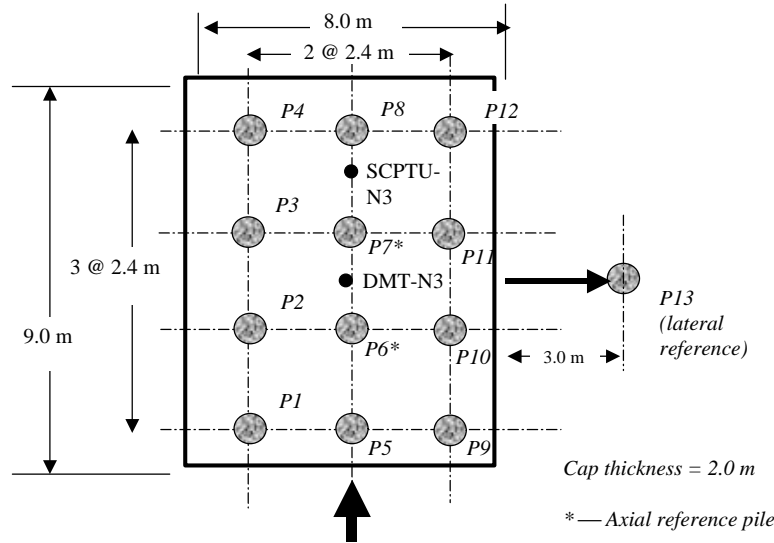 8.0 m
2 @ 2.4 m
P4
P8
P12
SCPTU-
N3
P3
P7*
P11
3 @ 2.4 m
DMT-N3
P13
(lateral
reference)
P2
9.0 m
P6*
P10
3.0 m
P1
P5
P9
Cap thickness = 2.0 m
* — Axial reference pile